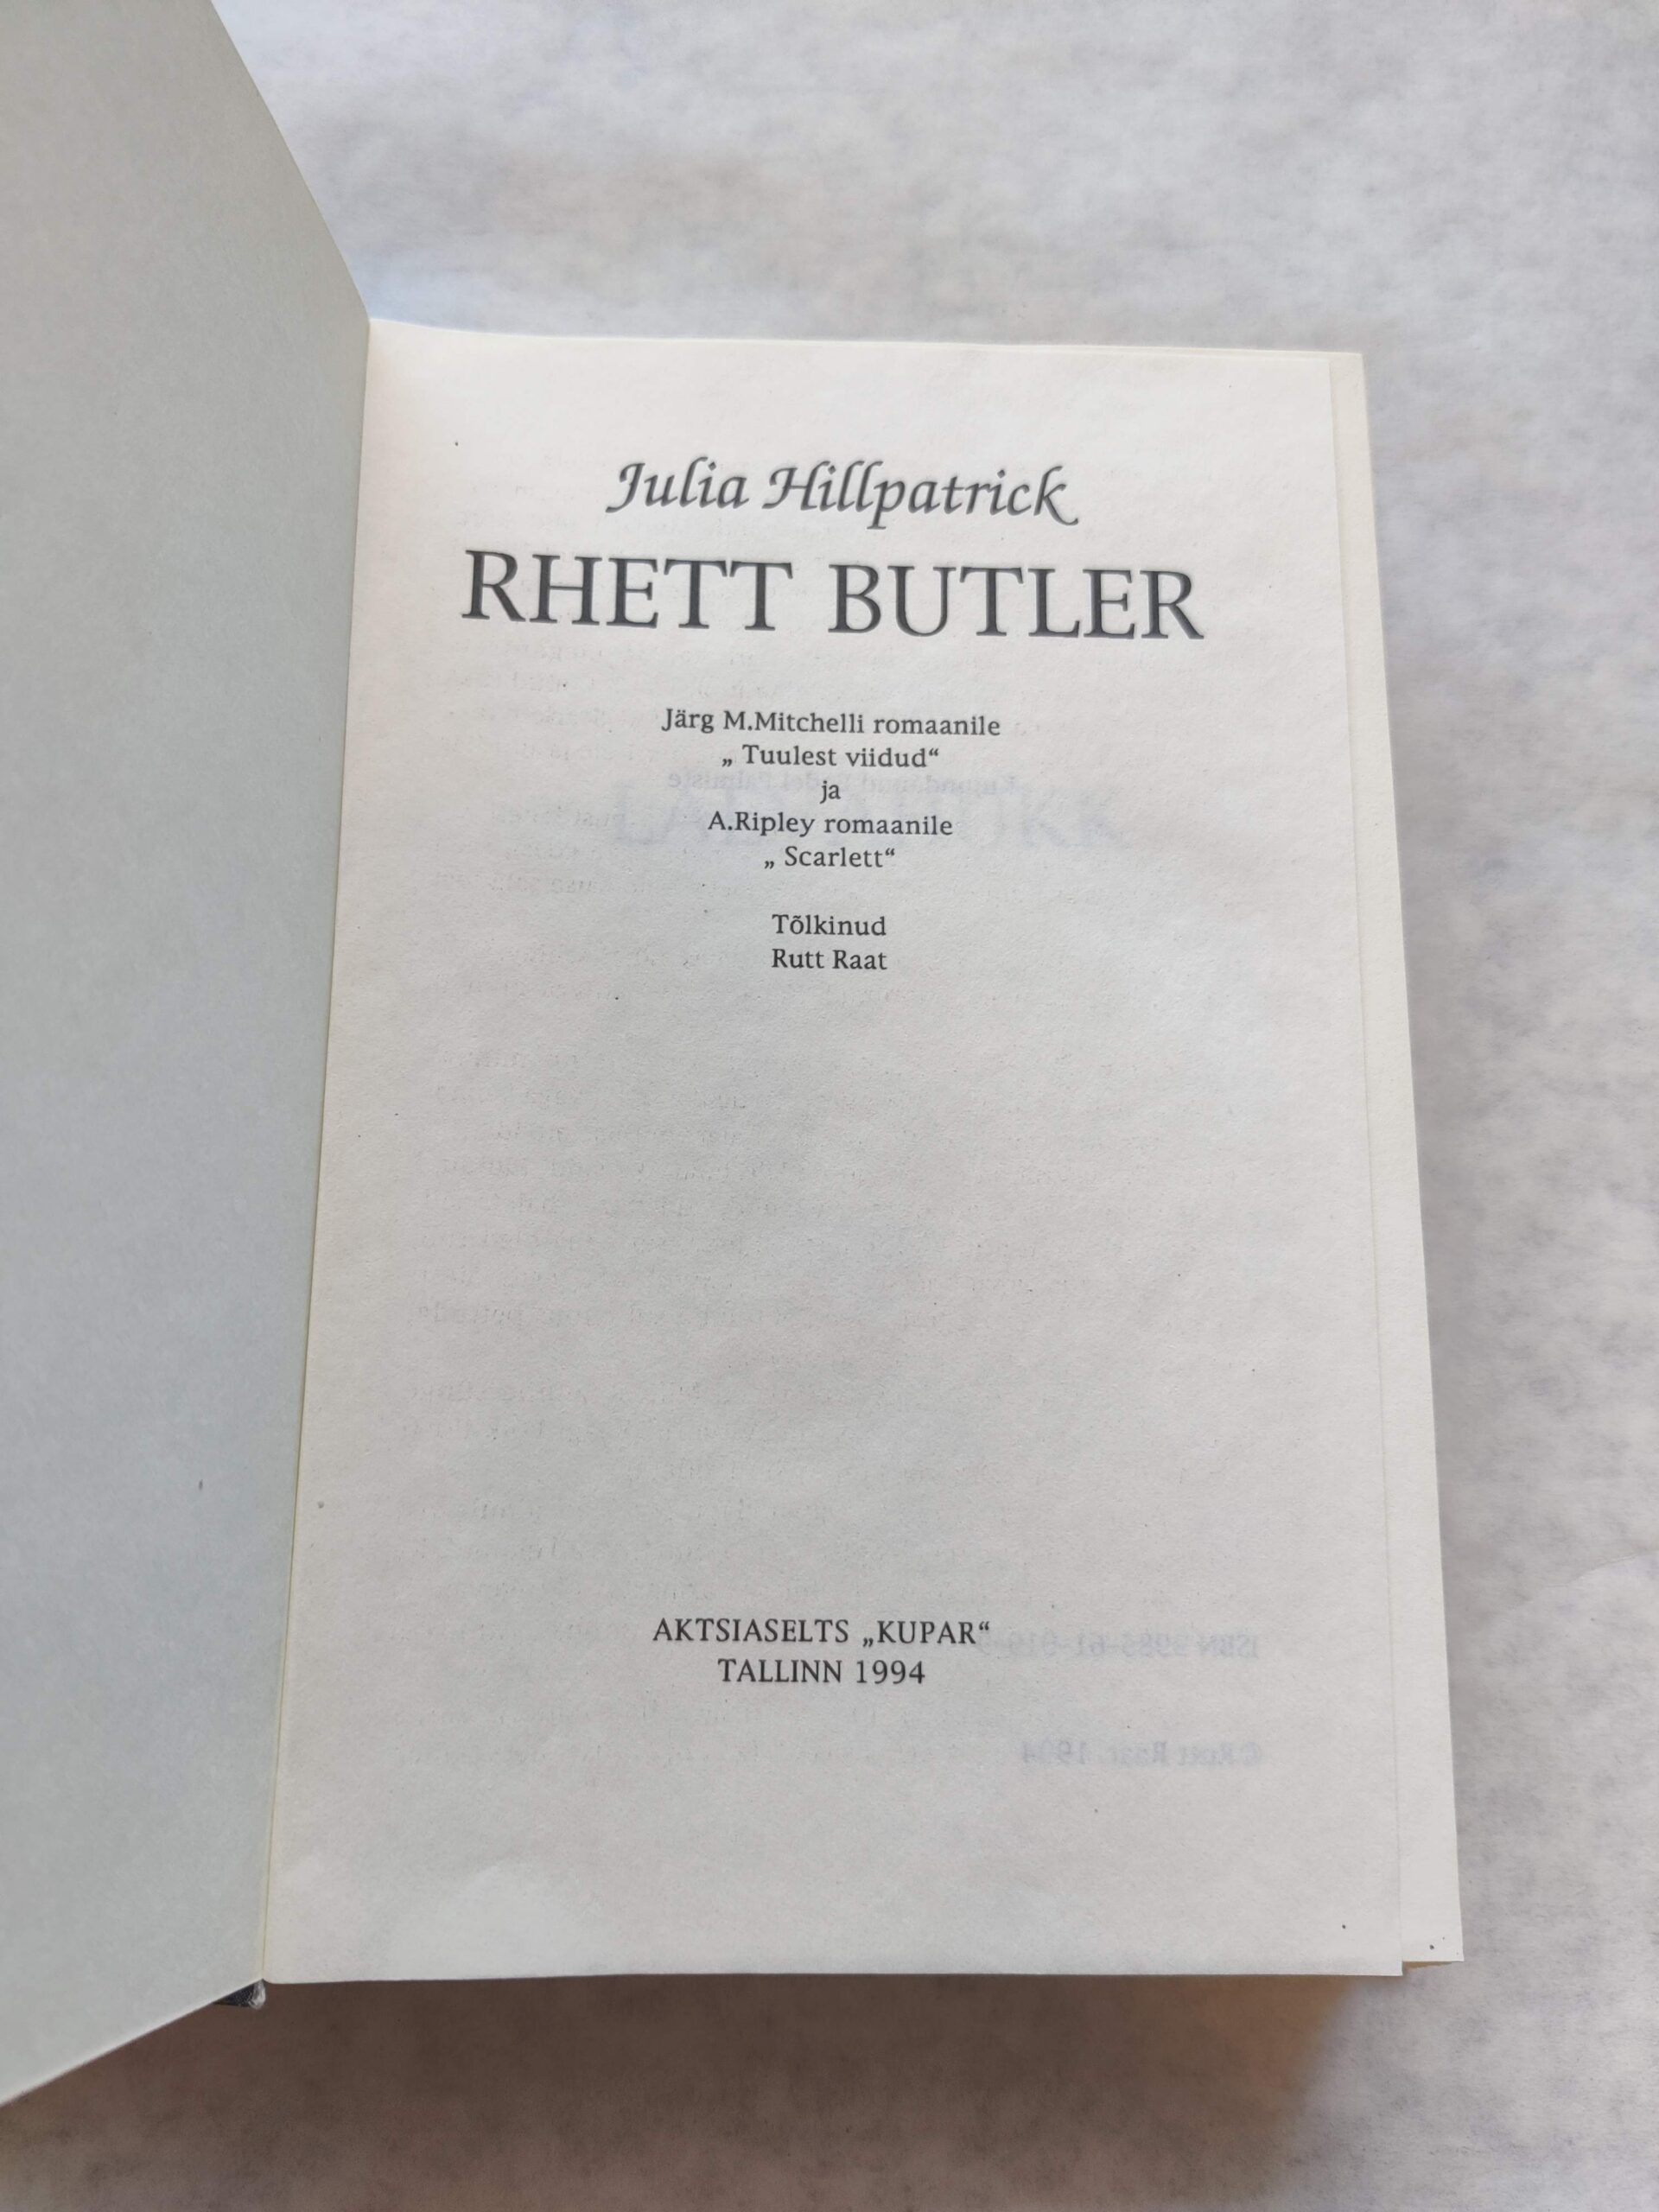 Julia Hillpatrick
RHETT BUTLER
Järg M.Mitchelli romaanile
„ Tuulest viidud“
ja
A.Ripley romaanile
„ Scarlett“
Tõlkinud
Rutt Raat
AKTSIASELTS „KUPAR“
TALLINN 1994